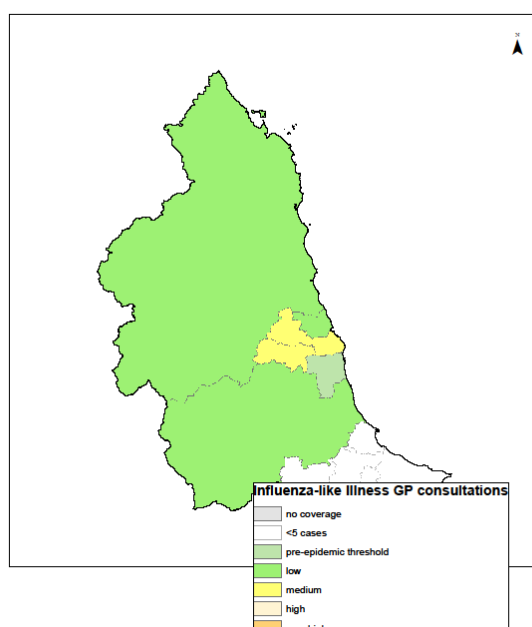 N
Influenza-like Illness GP consultations
no coverage
<5 cases
pre-epidemic threshold
low
medium
high